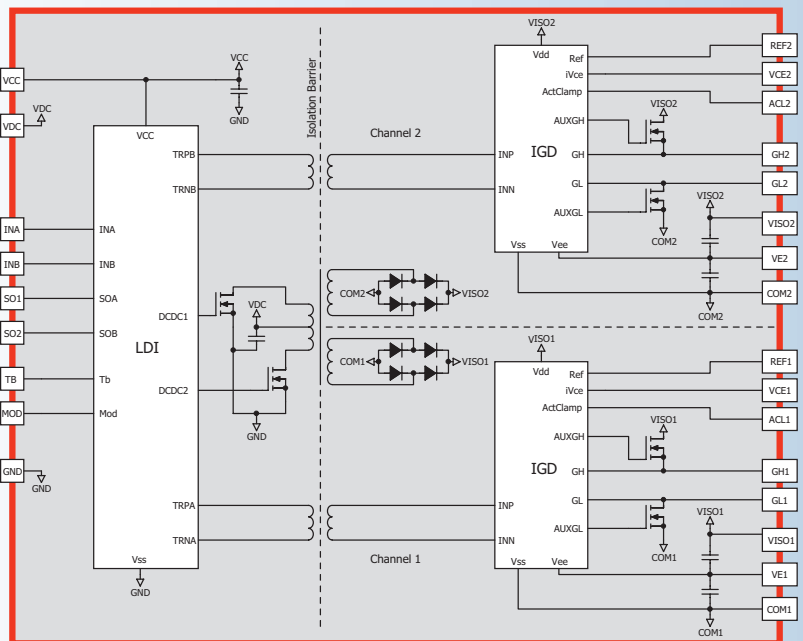 VCC
VDC
INA
INB
SO1
SO2
TB
MOD
GND
VDC
GND
VCC
GND
VCC
INA
INB
SOA
SOB
Tb
Mod
LDI
TRPB
TRNB
DCDC1
DCDC2
TRPA
TRNA
Vss
GND
VDC
GND
Isolation Barrier
Channel 2
COM2
VISO2
COM1
VISO1
Channel 1
VISO2
Vdd
Ref
iVce
ActClamp
AUXGH
GH
GL
AUXGL
INP
INN
IGD
Vss
Vee
VISO2
COM2
VISO2
COM2
REF2
VCE2
ACL2
GH2
GL2
VISO2
VE2
COM2
VISO1
Vdd
Ref
iVce
ActClamp
AUXGH
GH
GL
AUXGL
INP
INN
IGD
Vss
Vee
VISO1
COM1
VISO1
COM1
REF1
VCE1
ACL1
GH1
GL1
VISO1
VE1
COM1